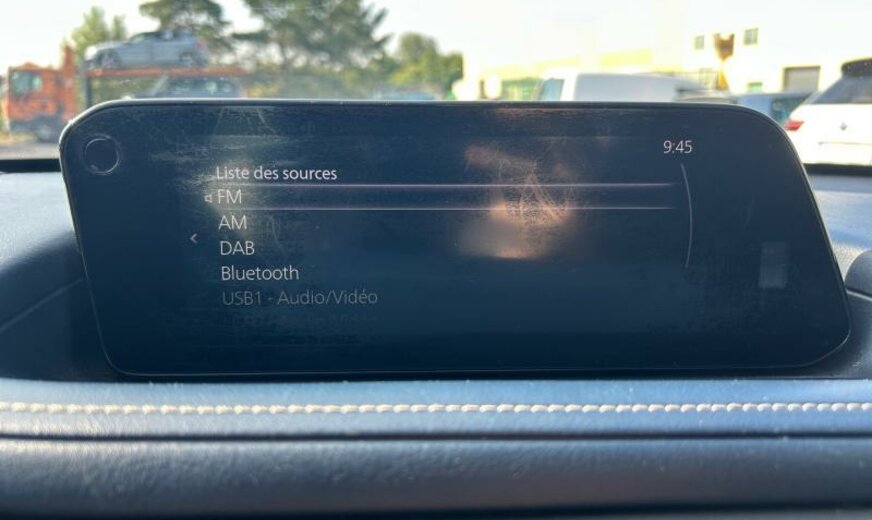 9:45
Liste des sources
FM
AM
DAB
Bluetooth
USB1 - Audio/Vidéo